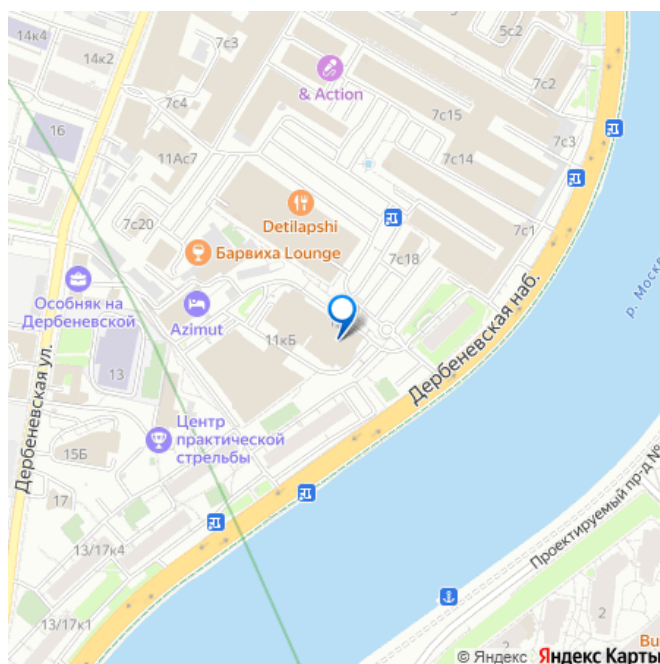 14к4
7с3
5с2
& Action
7с2
7с4
7с15
16
7с3
11Ас7
7с14
Detilapshi
7с20
7с1
Барвиха Lounge
7с18
р. Моск
Особняк на
Дербеневской
Azimut
Дербеневская наб.
11кБ
13
Дербеневская ул.
Центр
практической
стрельбы
15Б
17
Проектируемый пр-д №
13/17к4
2
13/17к1
2
Bu
© Яндекс Яндекс Карты